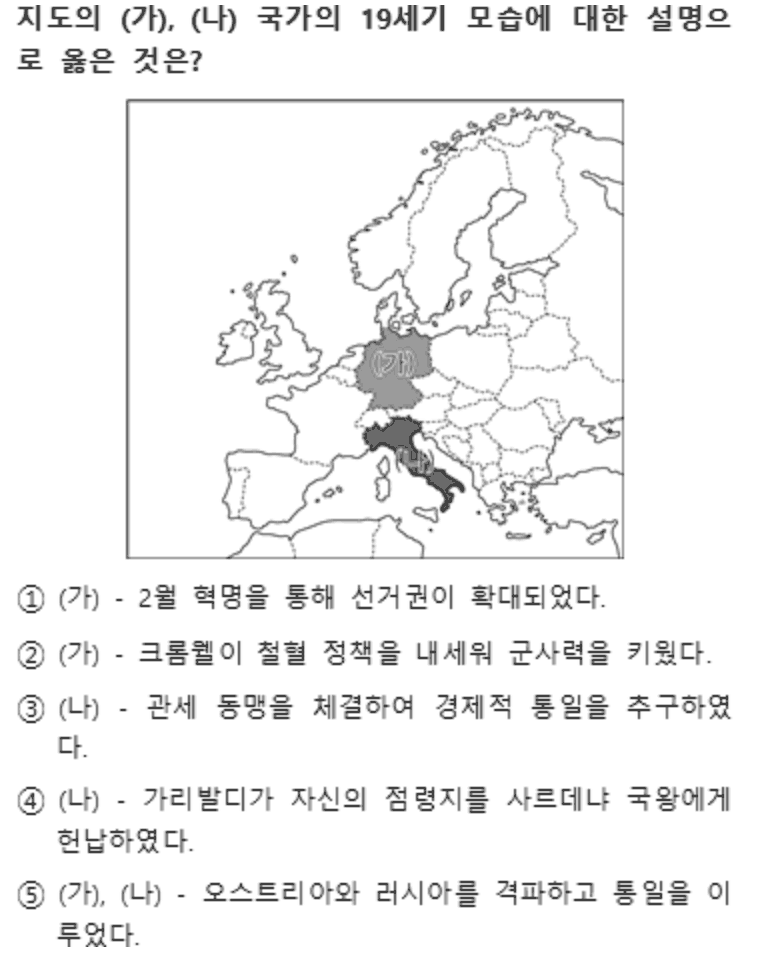 지도의 (가), (나) 국가의 19세기 모습에 대한 설명으
로 옳은 것은?
(가)
(나)
① (가) - 2월 혁명을 통해 선거권이 확대되었다.
② (가) - 크롬웰이 철혈 정책을 내세워 군사력을 키웠다.
③ (나) - 관세 동맹을 체결하여 경제적 통일을 추구하였
다.
④ (나) - 가리발디가 자신의 점령지를 사르데냐 국왕에게
헌납하였다.
⑤ (가), (나) - 오스트리아와 러시아를 격파하고 통일을 이
루었다.